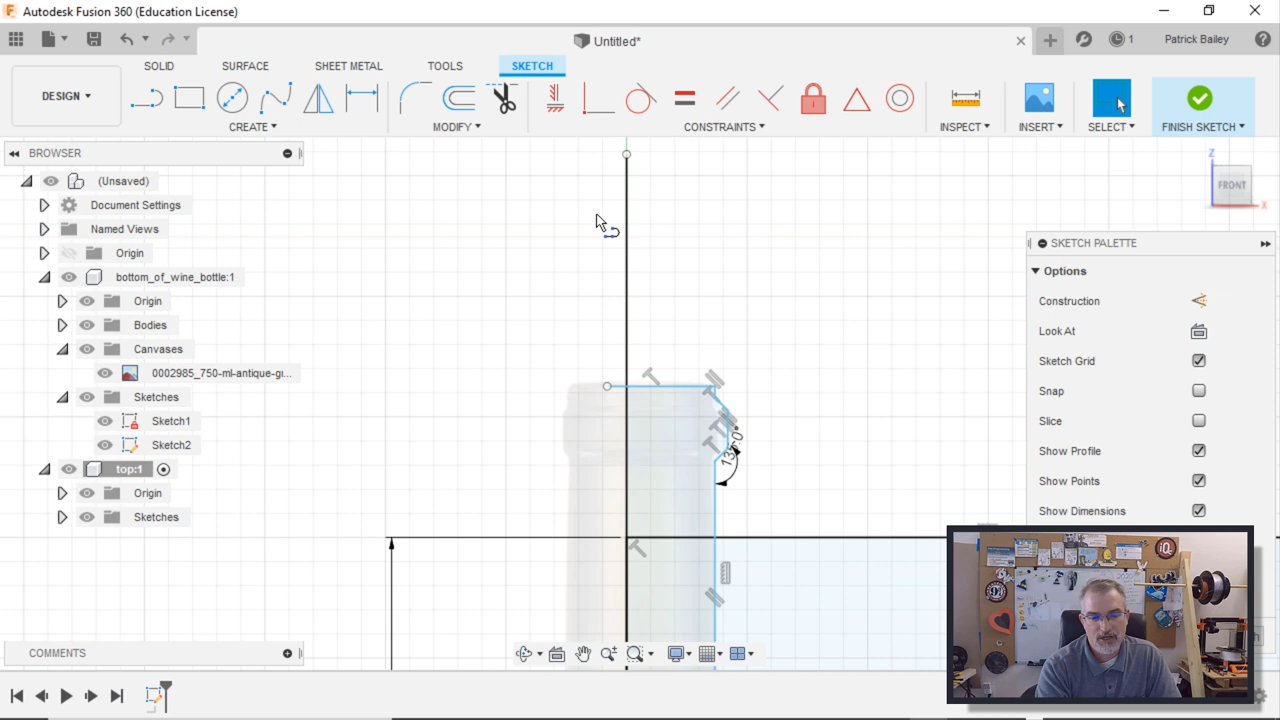 Autodesk Fusion 360 (Education License)
Untitled*
1
Patrick Bailey
SOLID
SURFACE
SHEET METAL
TOOLS
SKETCH
DESIGN
CREATE
MODIFY
CONSTRAINTS
INSPECT
INSERT
SELECT
FINISH SKETCH
BROWSER
(Unsaved)
Document Settings
Named Views
Origin
bottom_of_wine_bottle:1
Origin
Bodies
Canvases
0002985_750-ml-antique-gr...
Sketches
Sketch1
Sketch2
top:1
Origin
Sketches
Z
FRONT
X
SKETCH PALETTE
Options
Construction
Look At
Sketch Grid
Snap
Slice
Show Profile
Show Points
Show Dimensions
COMMENTS